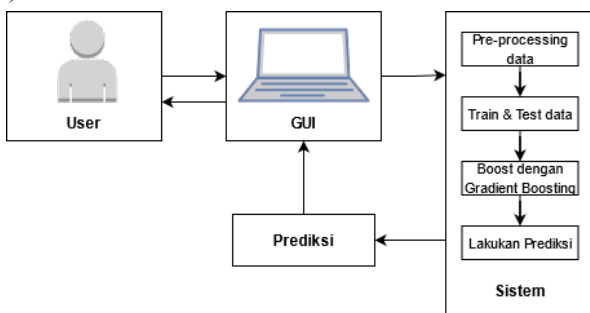 )
User
GUI
Pre-processing
data
Train & Test data
Boost dengan
Gradient Boosting
Lakukan Prediksi
Sistem
Prediksi